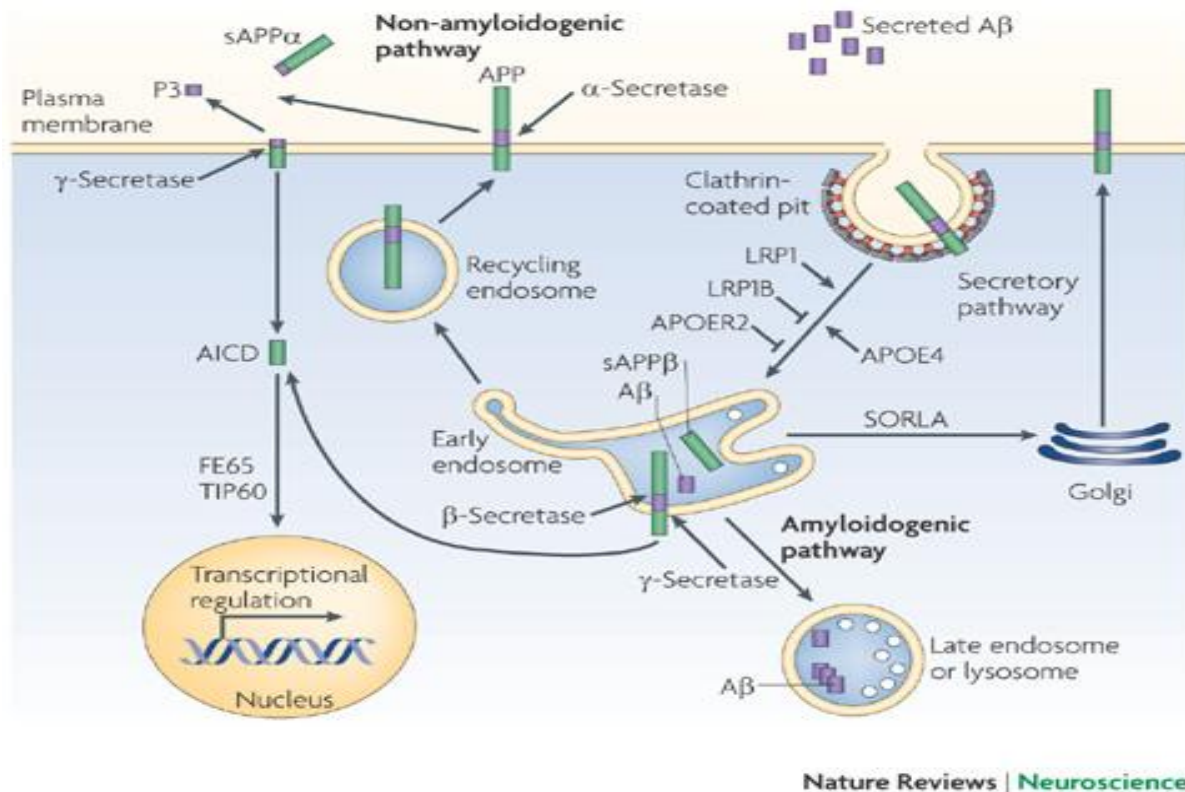 Non-amyloidogenic
pathway
sAPPα
Secreted Aβ
APP
P3
α-Secretase
Plasma
membrane
γ-Secretase
Clathrin-
coated pit
Recycling
endosome
LRP1
Secretory
pathway
LRP1B
APOER2
AICD
APOE4
sAPPβ
Aβ
SORLA
Early
endosome
FE65
TIP60
Golgi
β-Secretase
Amyloidogenic
pathway
γ-Secretase
Transcriptional
regulation
Late endosome
or lysosome
Aβ
Nucleus
Nature Reviews | Neuroscience